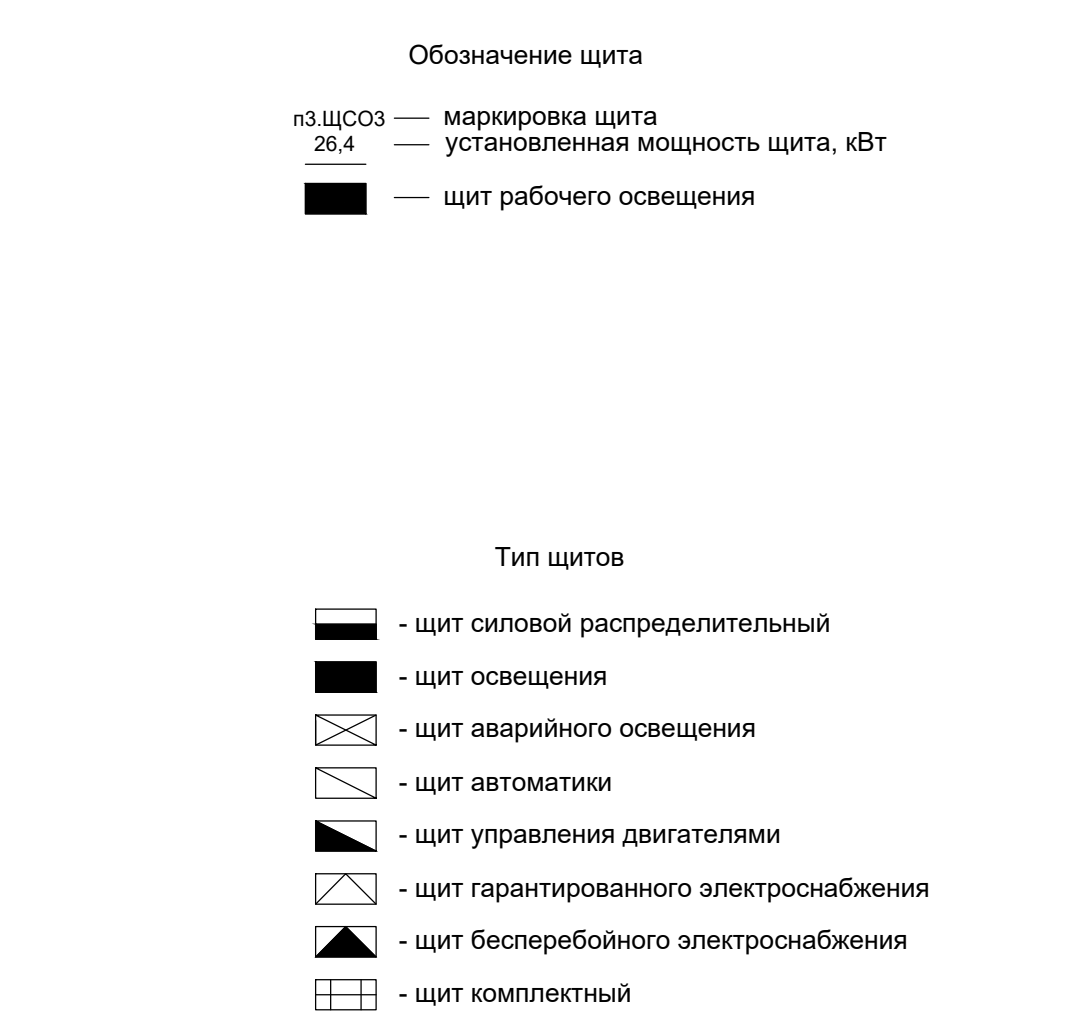 Обозначение щита
п3.ЩСО3 маркировка щита
26,4 установленная мощность щита, кВт
щит рабочего освещения
Тип щитов
- щит силовой распределительный
- щит освещения
- щит аварийного освещения
- щит автоматики
- щит управления двигателями
- щит гарантированного электроснабжения
- щит бесперебойного электроснабжения
- щит комплектный